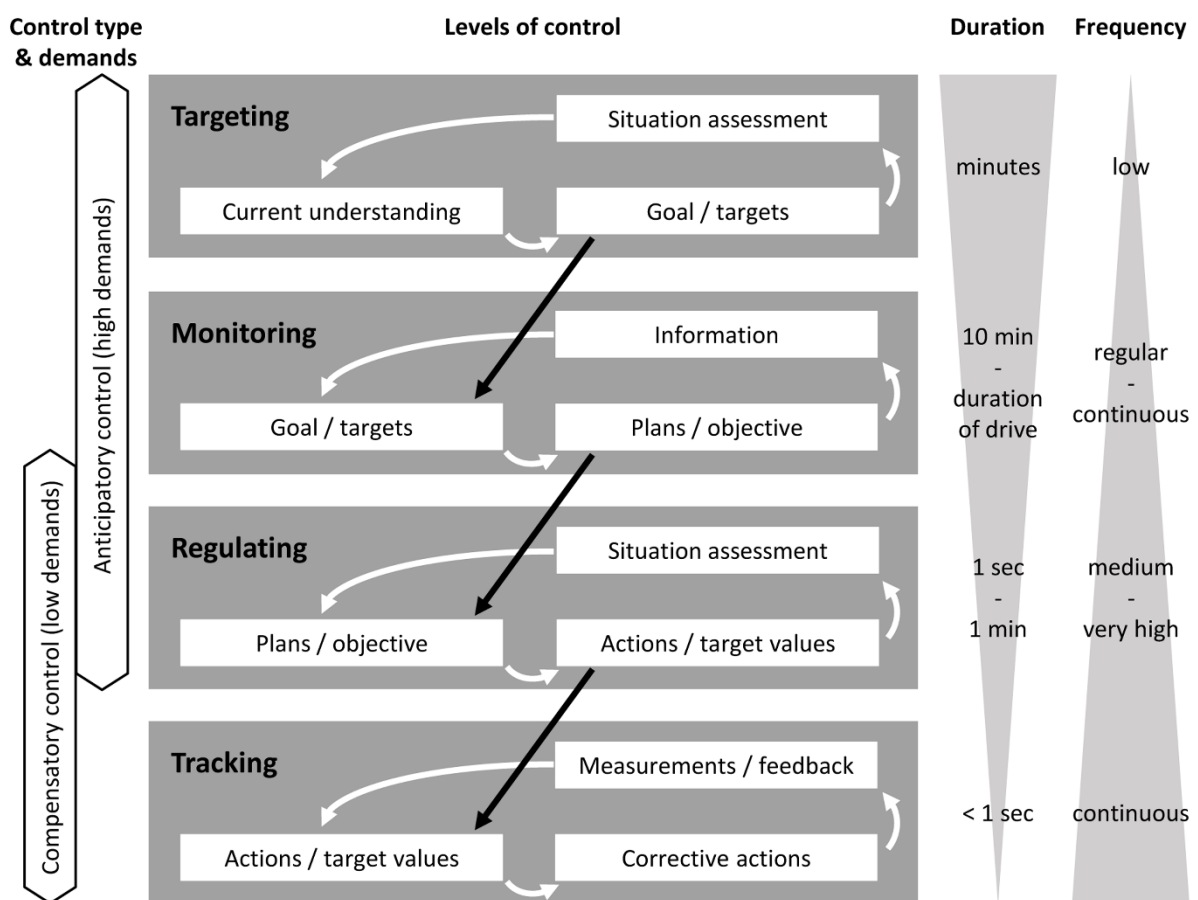 Control type
& demands
Levels of control
Duration
Frequency
Anticipatory control (high demands)
Compensatory control (low demands)
Targeting
Situation assessment
Current understanding
Goal / targets
minutes
low
Monitoring
Information
Goal / targets
Plans / objective
10 min
-
duration
of drive
regular
-
continuous
Regulating
Situation assessment
Plans / objective
Actions / target values
1 sec
-
1 min
medium
-
very high
Tracking
Measurements / feedback
Actions / target values
Corrective actions
< 1 sec
continuous